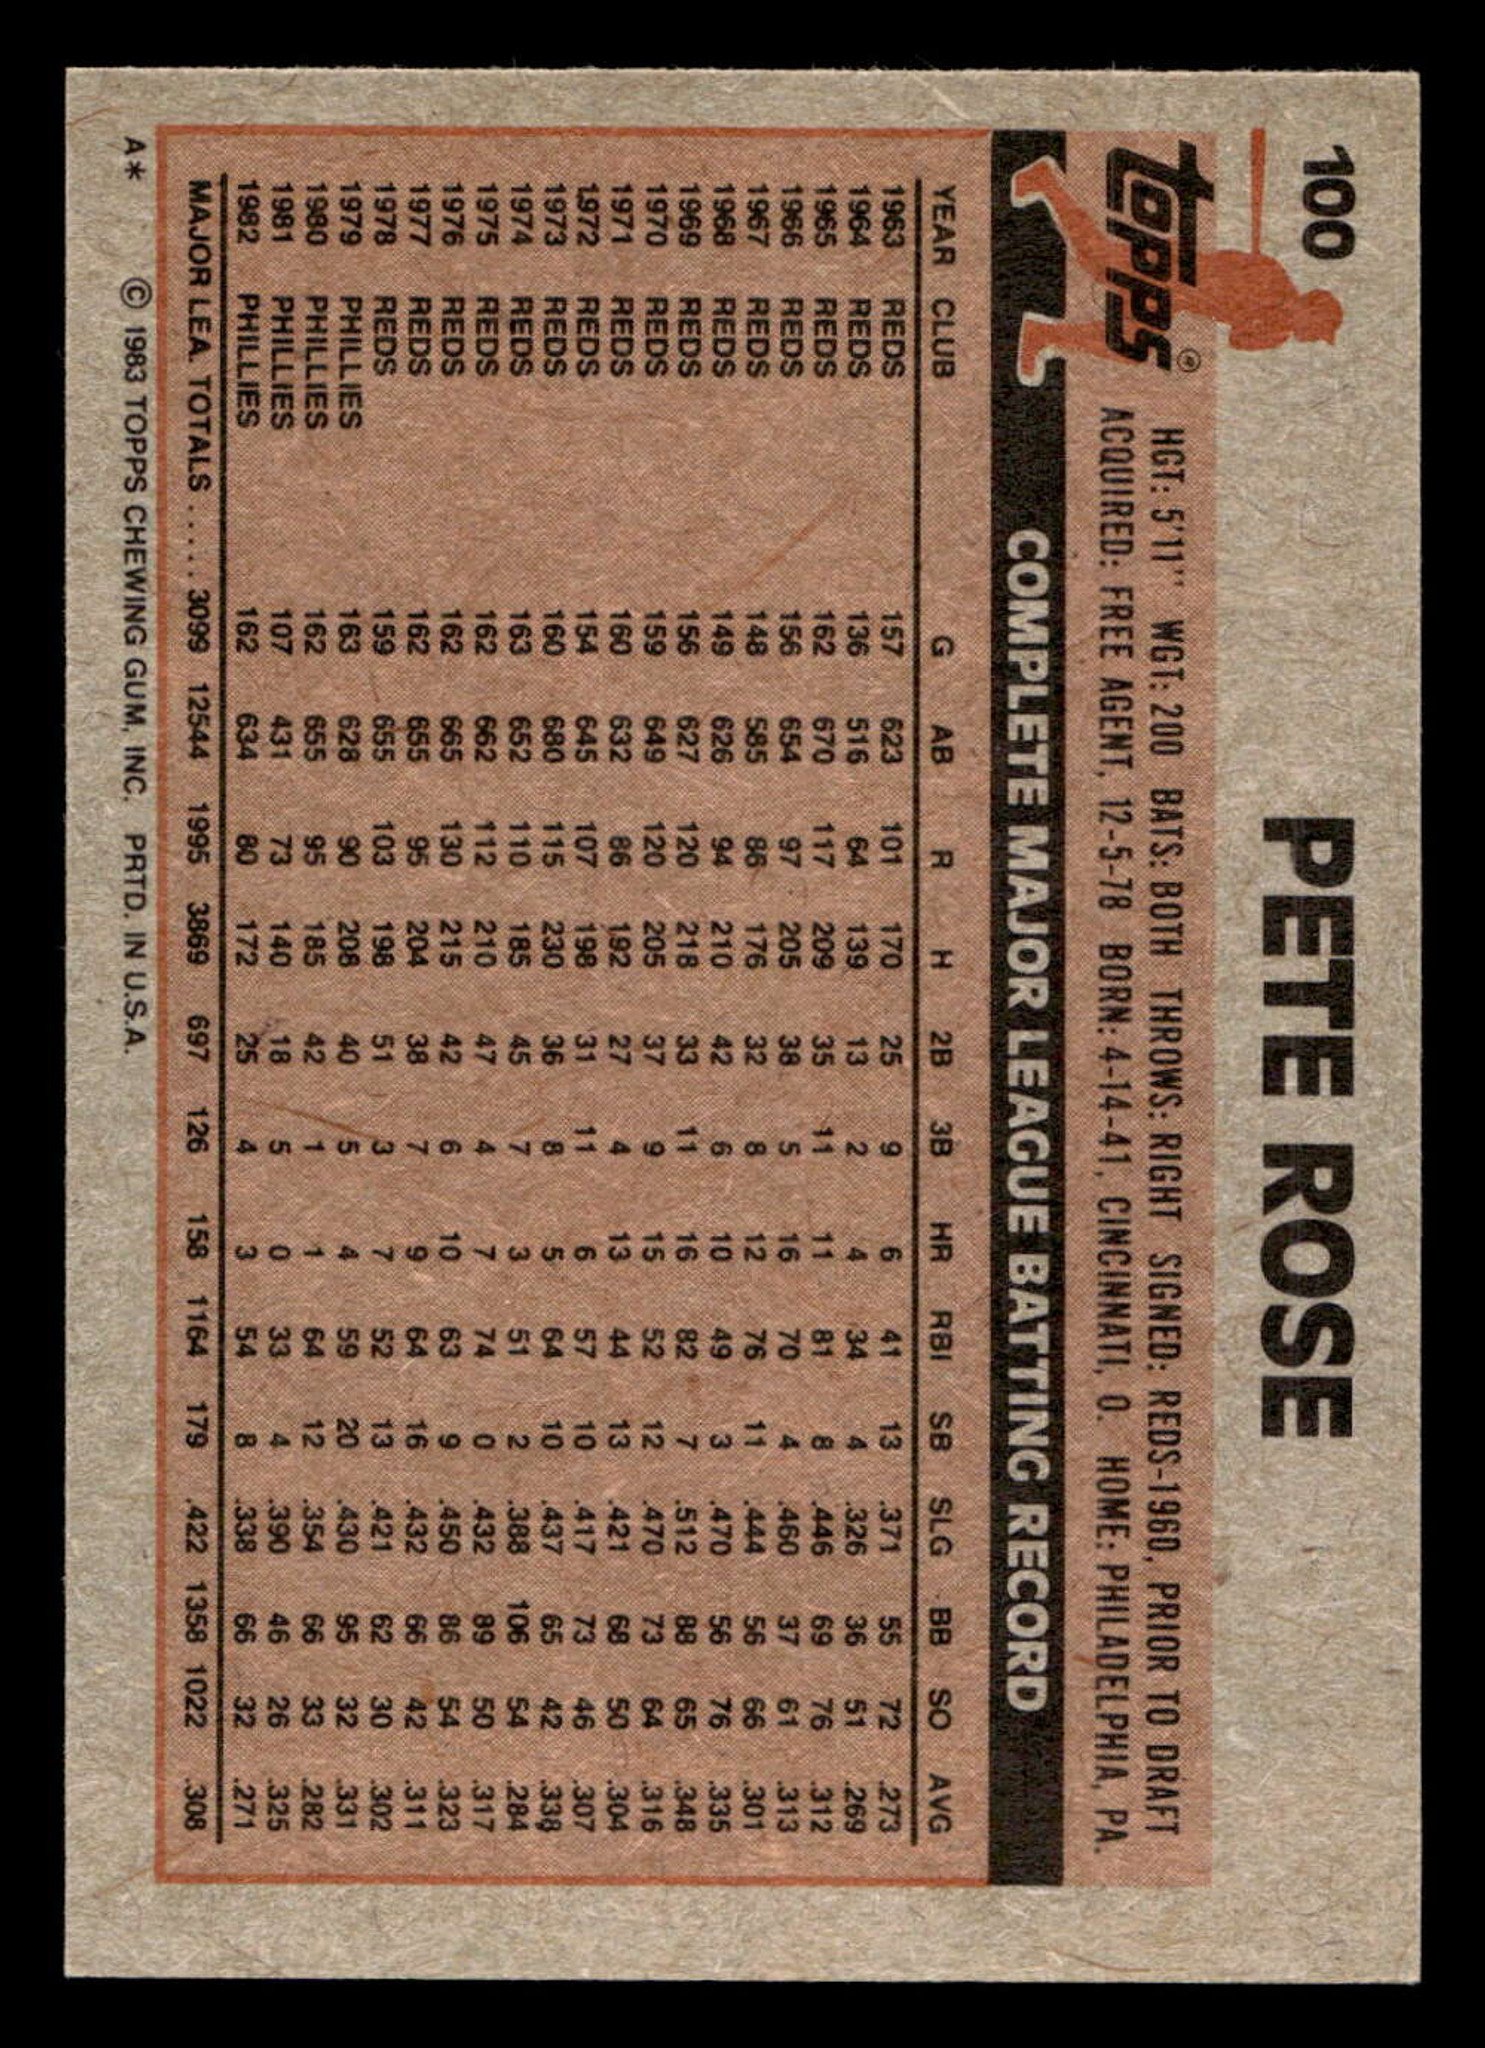 100 PETE ROSE
Topps®
HGT: 5'11" WGT: 200 BATS: BOTH THROWS: RIGHT SIGNED: REDS-1960, PRIOR TO DRAFT
ACQUIRED: FREE AGENT, 12-5-78 BORN: 4-14-41, CINCINNATI, O. HOME: PHILADELPHIA, PA.
COMPLETE MAJOR LEAGUE BATTING RECORD
YEAR CLUB G AB R H 2B 3B HR RBI SB SLG BB SO AVG
1963 REDS 157 623 101 170 25 9 6 41 13 .371 55 72 .273
1964 REDS 136 516 64 139 13 2 4 34 4 .326 36 51 .269
1965 REDS 162 670 117 209 35 11 11 81 8 .446 69 76 .312
1966 REDS 156 654 97 205 38 5 16 70 4 .460 37 61 .313
1967 REDS 148 585 86 176 32 8 12 76 11 .444 56 66 .301
1968 REDS 149 626 94 210 42 6 10 49 3 .470 56 76 .335
1969 REDS 156 627 120 218 33 11 16 82 7 .512 88 65 .348
1970 REDS 159 649 120 205 37 9 15 52 12 .470 73 64 .316
1971 REDS 160 632 86 192 27 4 13 44 13 .421 68 50 .304
1972 REDS 154 645 107 198 31 11 6 57 10 .417 73 46 .307
1973 REDS 160 680 115 230 36 8 5 64 10 .437 65 42 .338
1974 REDS 163 652 110 185 45 7 3 51 2 .388 106 54 .284
1975 REDS 162 662 112 210 47 4 7 74 0 .432 89 50 .317
1976 REDS 162 665 130 215 42 6 10 63 9 .450 86 54 .323
1977 REDS 162 655 95 204 38 7 9 64 16 .432 66 42 .311
1978 REDS 159 655 103 198 51 3 7 52 13 .421 62 30 .302
1979 PHILLIES 163 628 90 208 40 5 4 59 20 .430 95 32 .331
1980 PHILLIES 162 655 95 185 42 1 1 64 12 .354 66 33 .282
1981 PHILLIES 107 431 73 140 18 5 0 33 4 .390 46 26 .325
1982 PHILLIES 162 634 80 172 25 4 3 54 8 .338 66 32 .271
MAJOR LEA. TOTALS ..... 3099 12544 1995 3869 697 126 158 1164 179 .422 1358 1022 .308
A* © 1983 TOPPS CHEWING GUM, INC. PRTD. IN U.S.A.